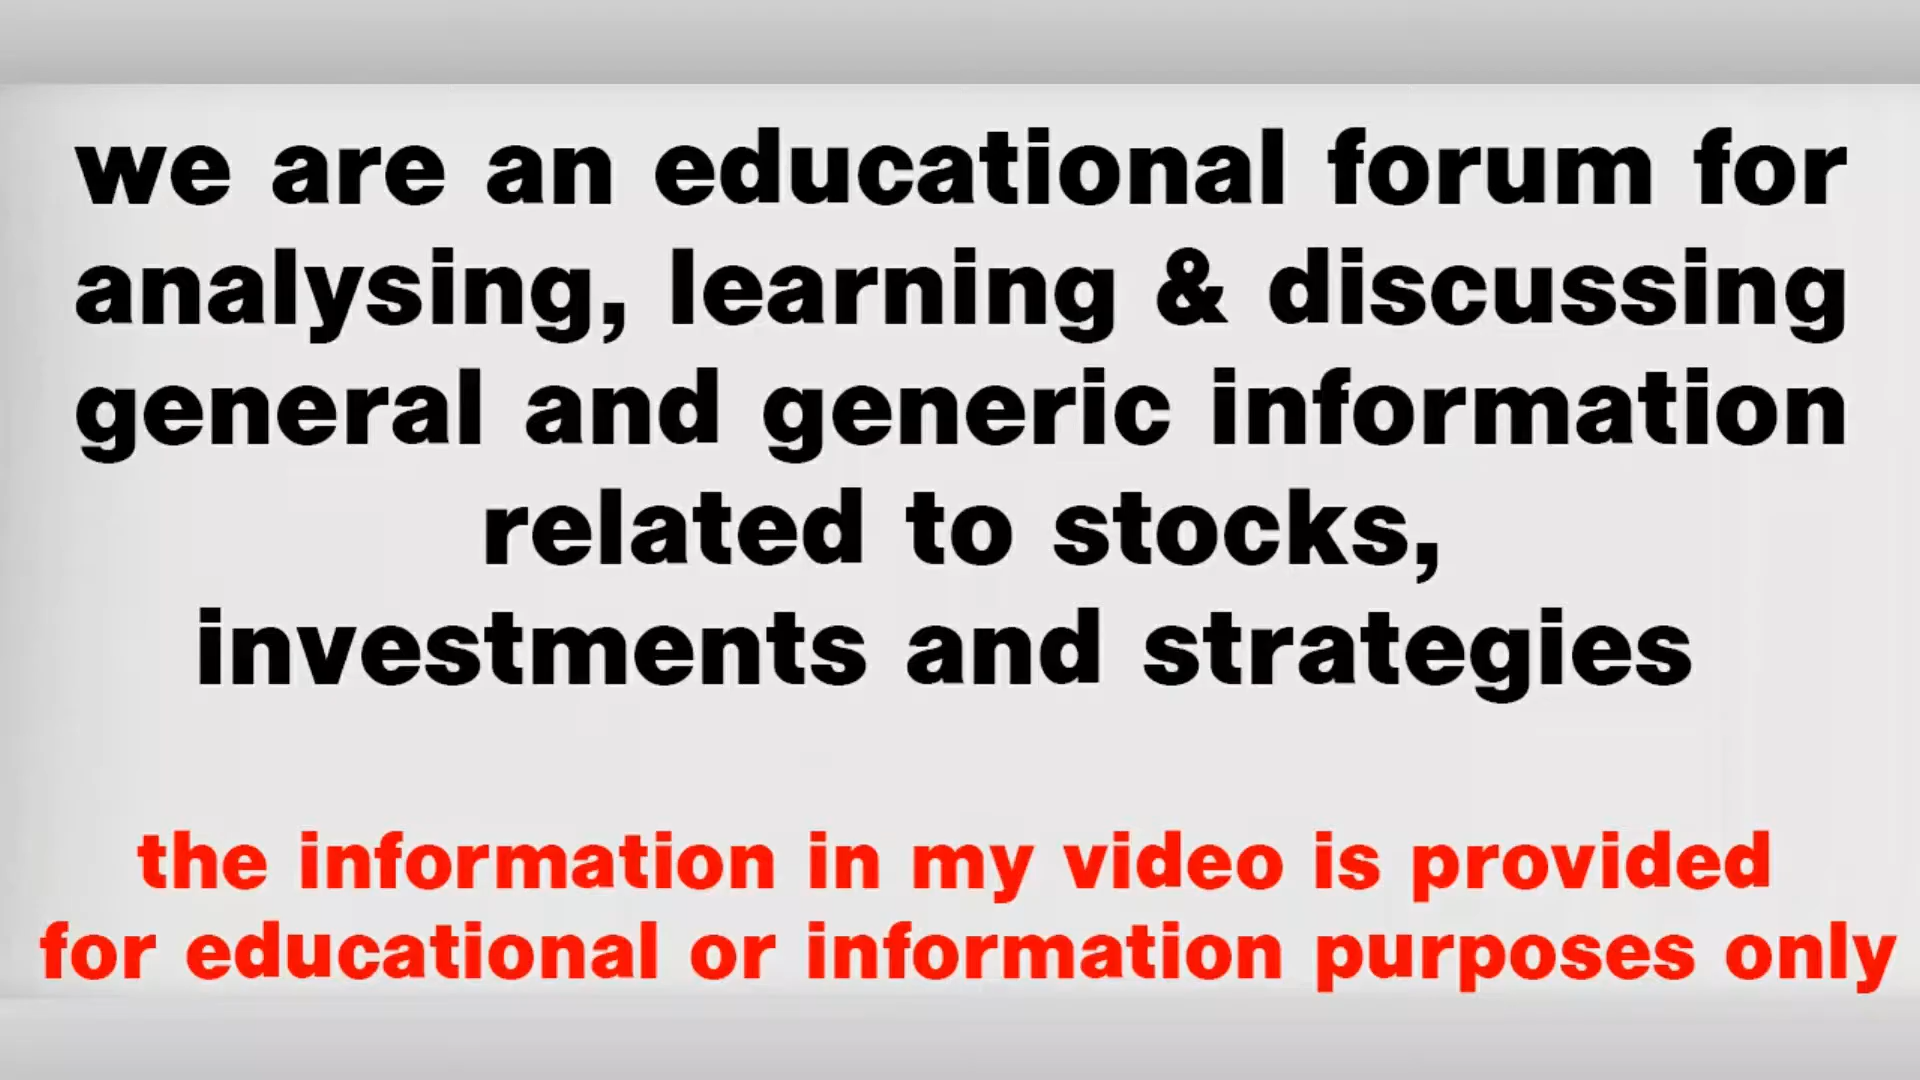 we are an educational forum for
analysing, learning & discussing
general and generic information
related to stocks,
investments and strategies
the information in my video is provided
for educational or information purposes only